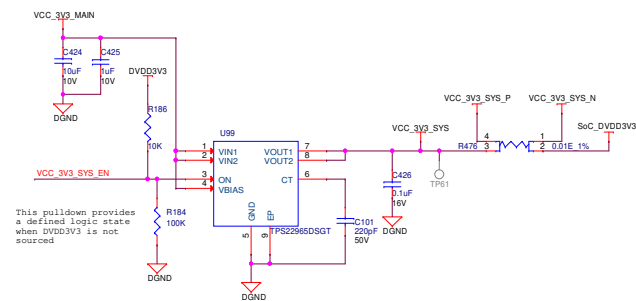 VCC_3V3_MAIN
C424
10uF
10V
C425
1uF
10V
DGND
DVDD3V3
R186
10K
VCC_3V3_SYS_EN
This pulldown provides
a defined logic state
when DVDD3V3 is not
sourced
R184
100K
DGND
U99
1
VIN1
2
VIN2
3
ON
4
VBIAS
VOUT1
7
VOUT2
8
CT
6
GND
5
EP
9
TPS22965DSGT
DGND
C101
220pF
50V
VCC_3V3_SYS
C426
0.1uF
16V
DGND
TP61
VCC_3V3_SYS_P
VCC_3V3_SYS_N
SoC_DVDD3V3
4
1
R476
3
2
0.01E_1%